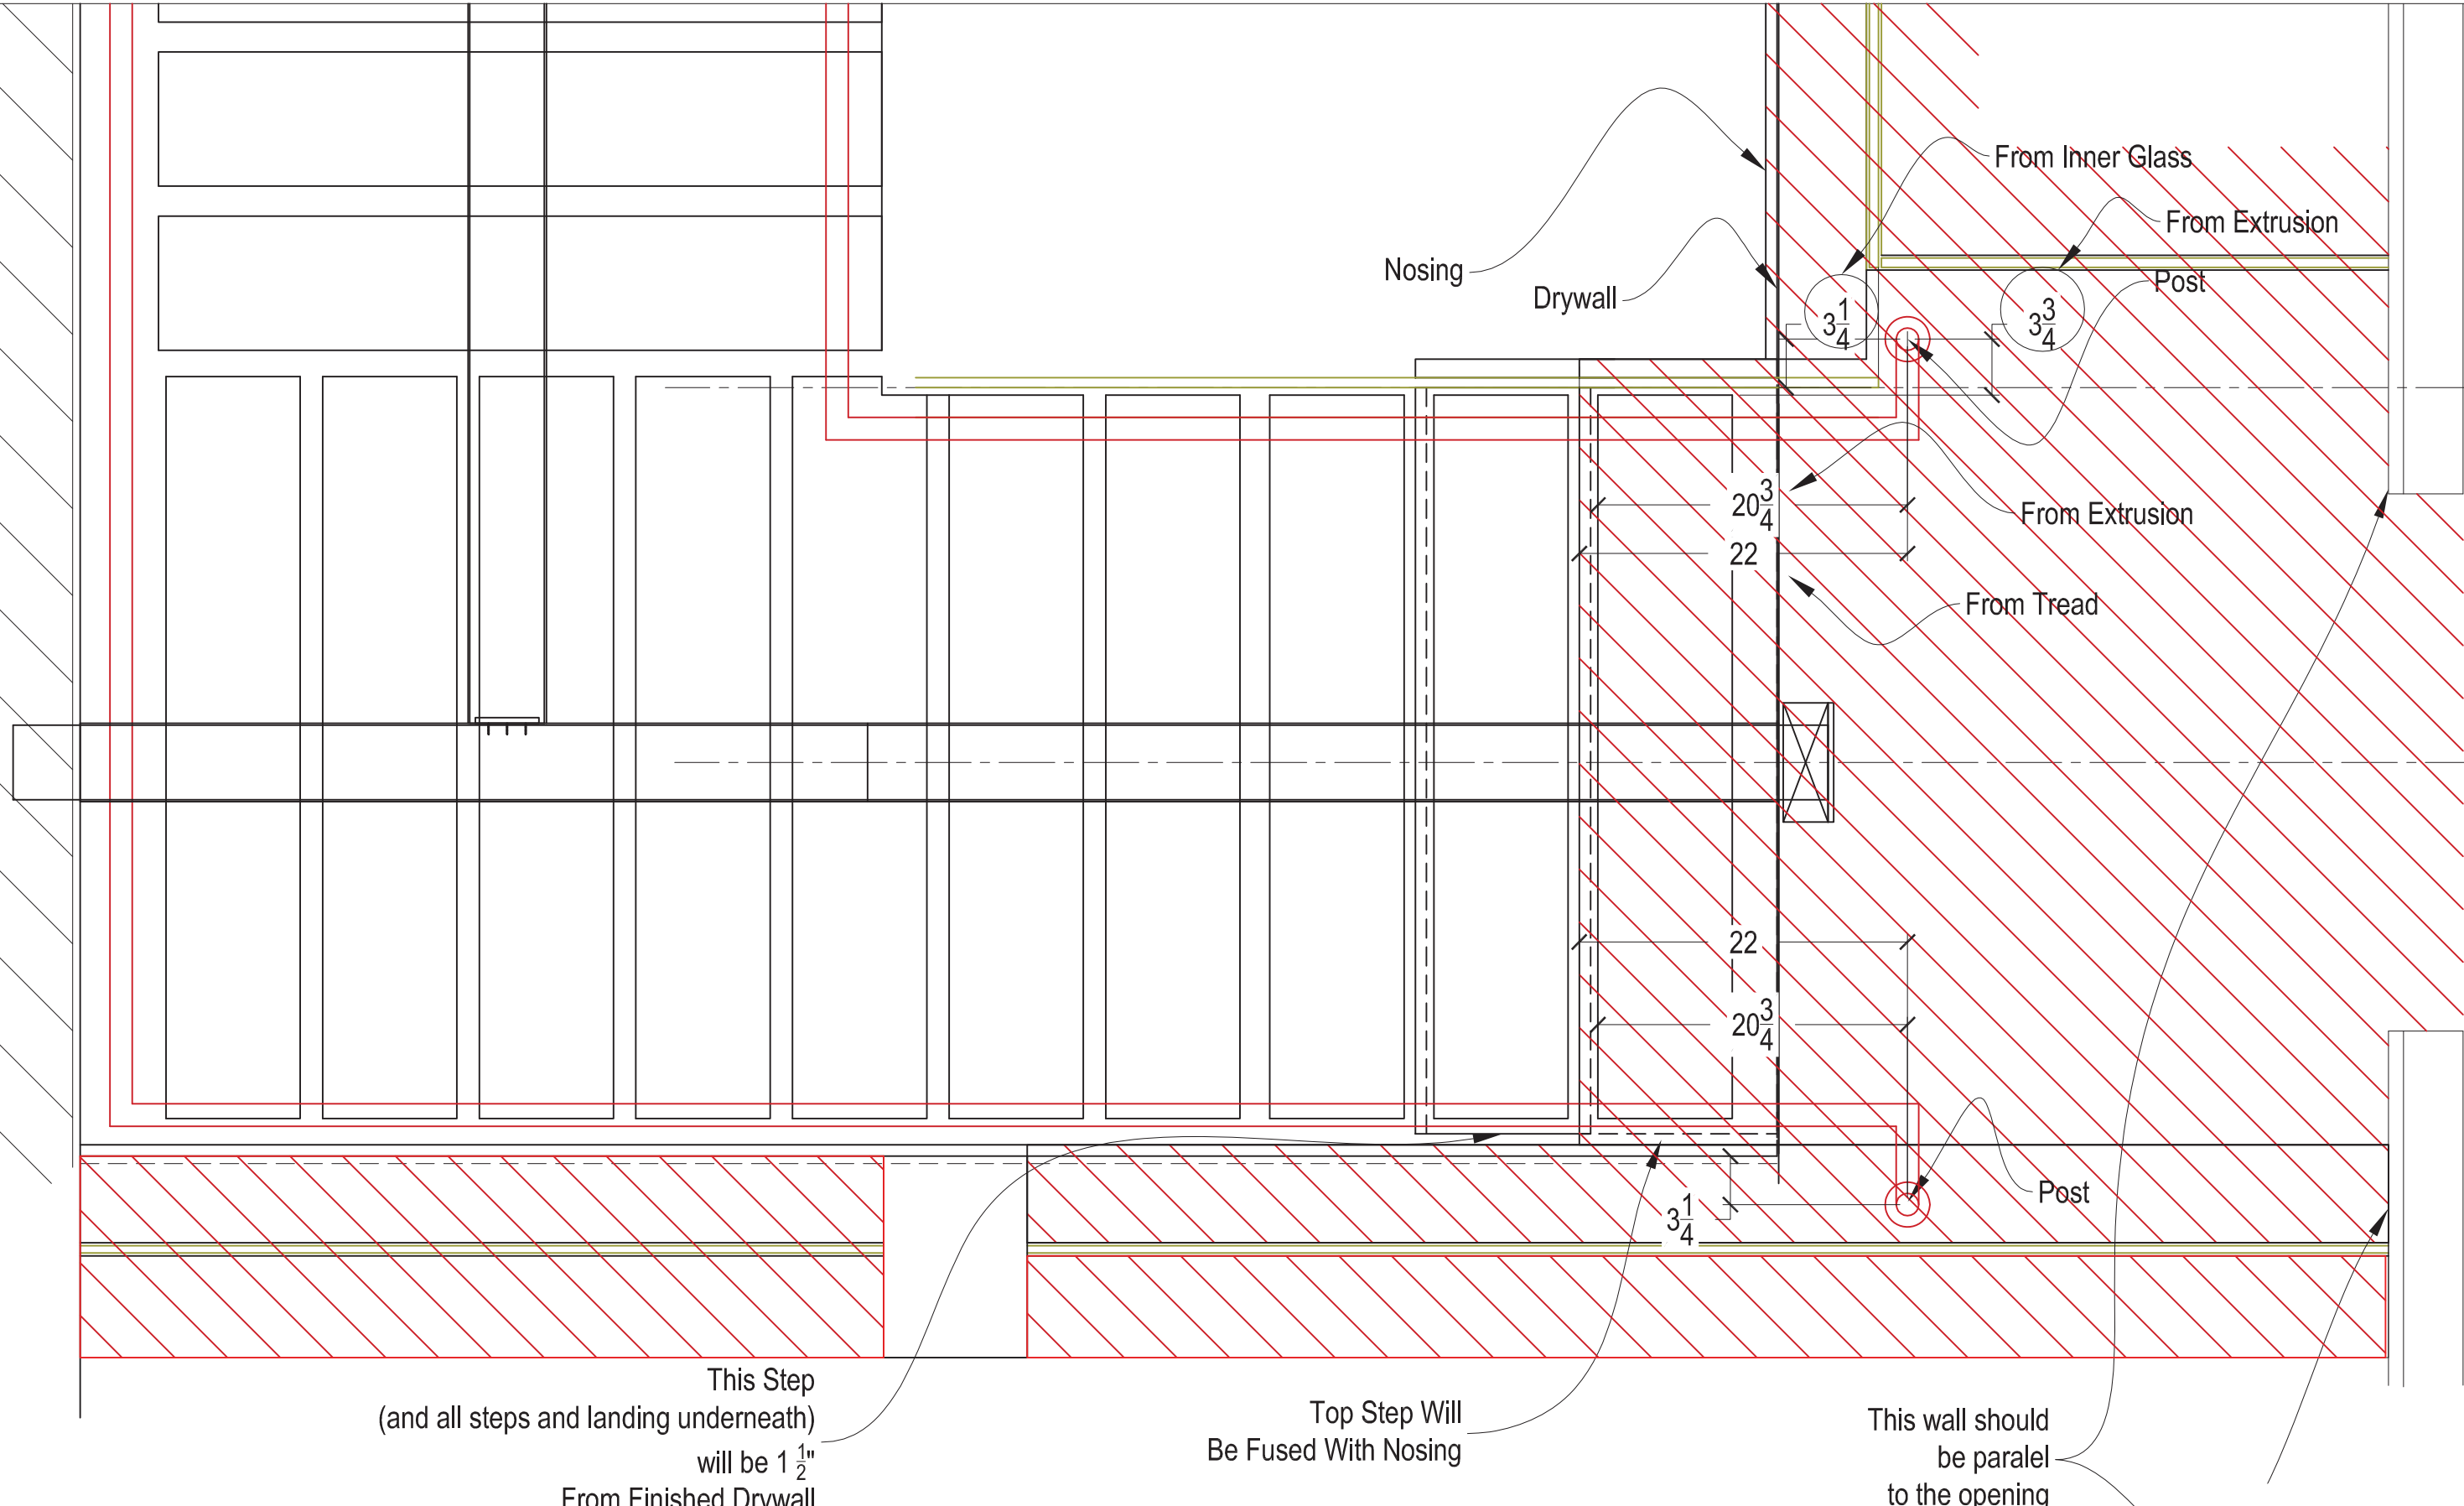 From Inner Glass
From Extrusion
Nosing
Drywall
Post
3 1/4
3 3/4
20 3/4
From Extrusion
22
From Tread
22
20 3/4
Post
3 1/4
This Step
(and all steps and landing underneath)
will be 1 1/2"
From Finished Drywall
Top Step Will
Be Fused With Nosing
This wall should
be paralel
to the opening